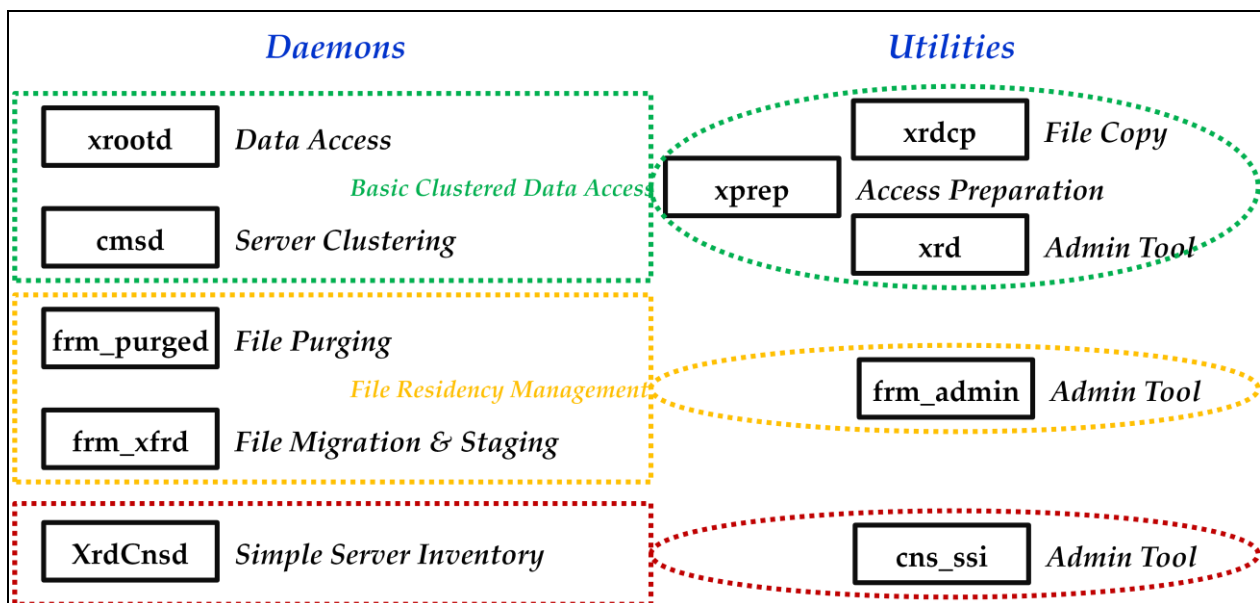 Daemons Utilities
xrootd Data Access
xrdcp File Copy
Basic Clustered Data Access
xprep Access Preparation
cmsd Server Clustering
xrd Admin Tool
frm_purged File Purging
File Residency Management
frm_admin Admin Tool
frm_xfrd File Migration & Staging
XrdCnsd Simple Server Inventory
cns_ssi Admin Tool